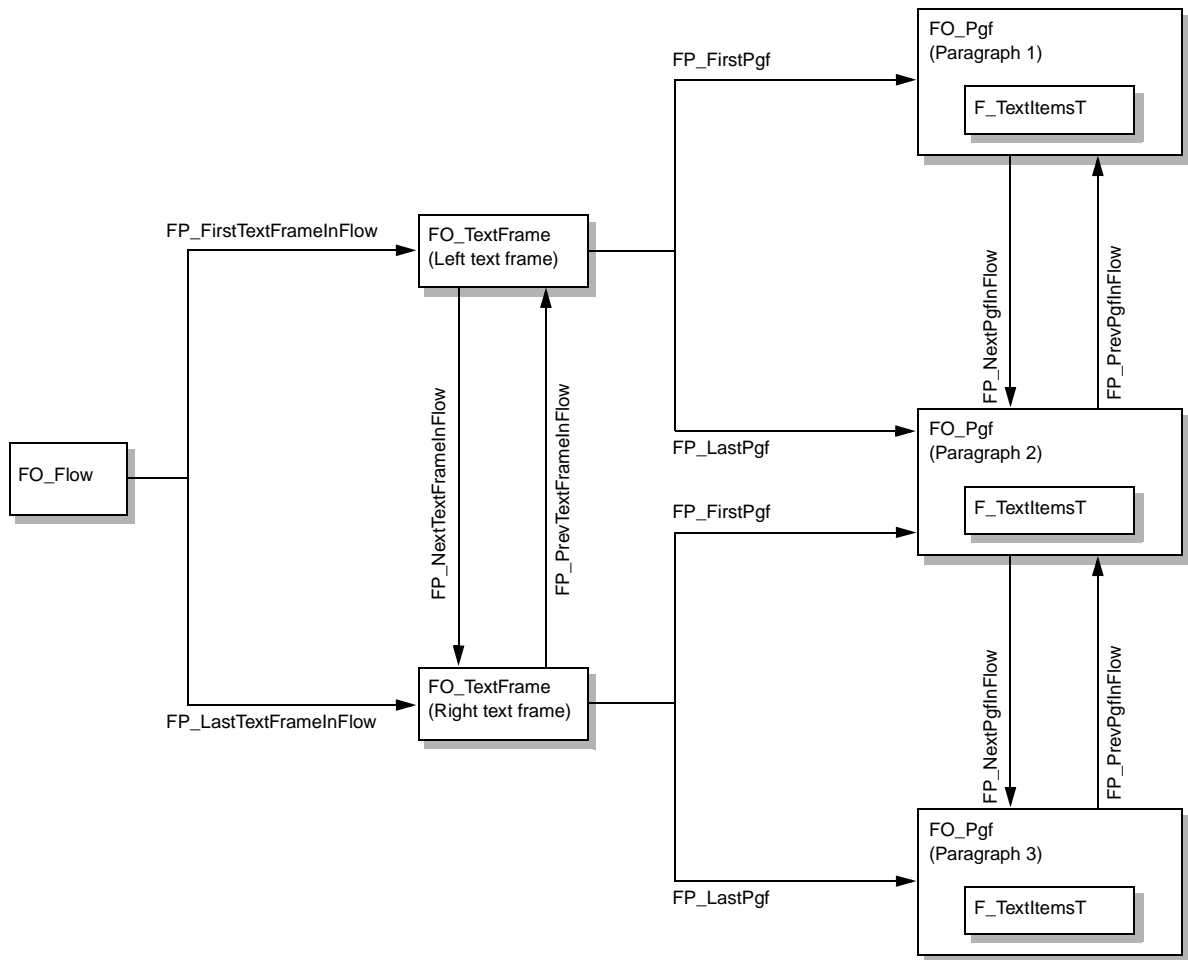 FO_Pgf
(Paragraph 1)
F_TextItemsT
FP_FirstPgf
FP_FirstTextFrameInFlow
FO_TextFrame
(Left text frame)
FP_NextPgfInFlow
FP_PrevPgfInFlow
FP_LastPgf
FO_Pgf
(Paragraph 2)
F_TextItemsT
FO_Flow
FP_NextTextFrameInFlow
FP_PrevTextFrameInFlow
FP_FirstPgf
FP_LastTextFrameInFlow
FO_TextFrame
(Right text frame)
FP_NextPgfInFlow
FP_PrevPgfInFlow
FP_LastPgf
FO_Pgf
(Paragraph 3)
F_TextItemsT